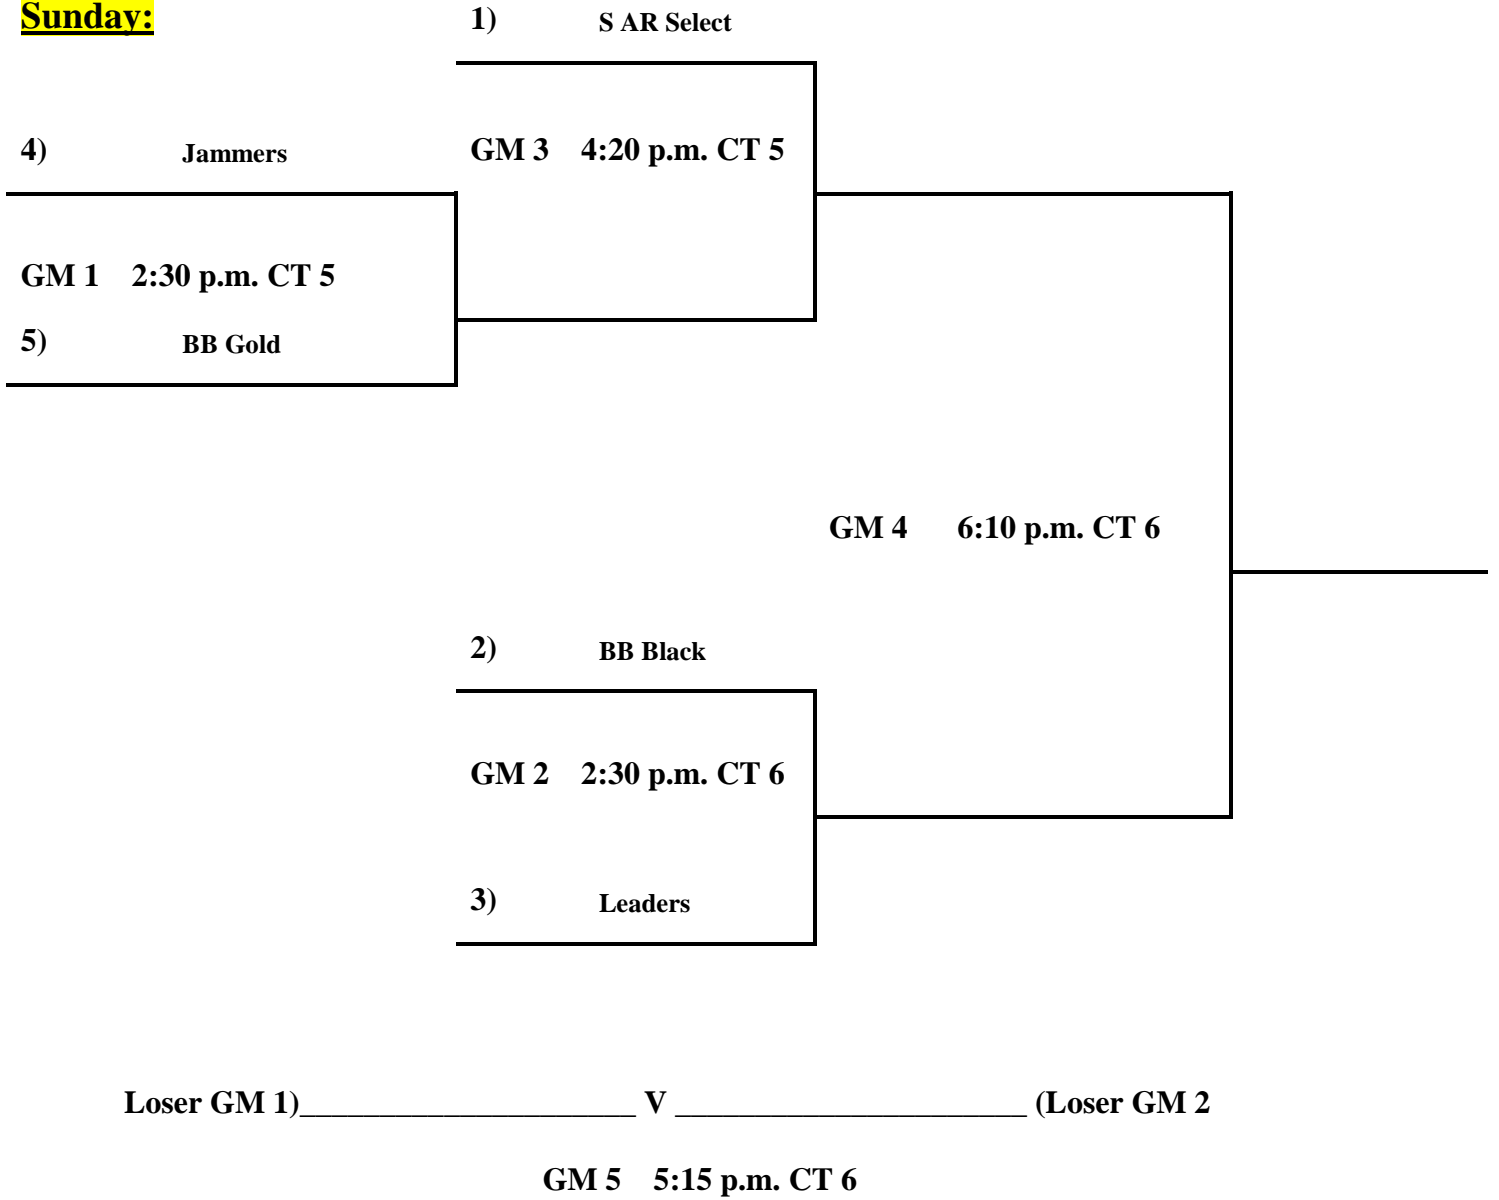 Sunday:
1) S AR Select
4) Jammers
GM 3 4:20 p.m. CT 5
GM 1 2:30 p.m. CT 5
5) BB Gold
GM 4 6:10 p.m. CT 6
2) BB Black
GM 2 2:30 p.m. CT 6
3) Leaders
Loser GM 1)_____________________ V ______________________ (Loser GM 2
GM 5 5:15 p.m. CT 6